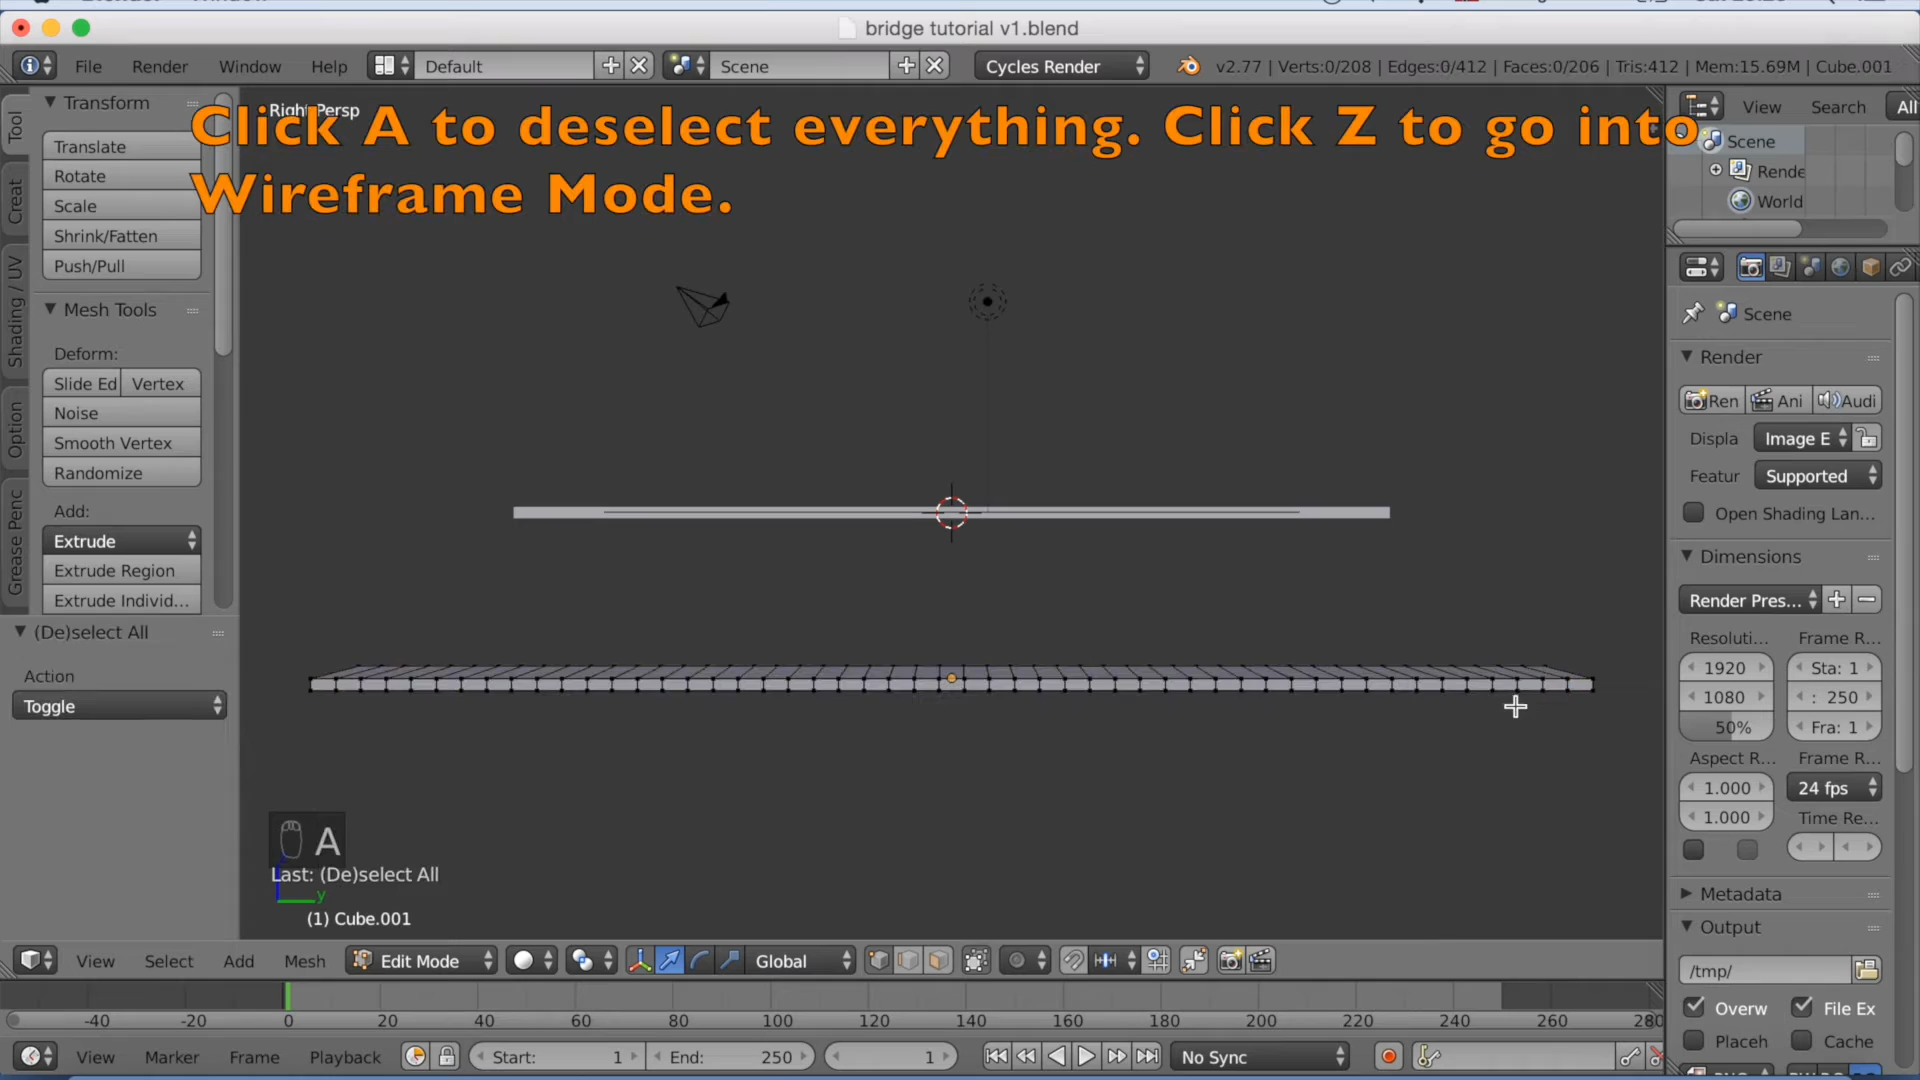 bridge tutorial v1.blend
File Render Window Help Default Scene Cycles Render v2.77 | Verts:0/208 | Edges:0/412 | Faces:0/206 | Tris:412 | Mem:15.69M | Cube.001
Right Persp
Click A to deselect everything. Click Z to go into
Wireframe Mode.
Tool
Creat
Shading / UV
Option
Grease Penc
Transform
Translate
Rotate
Scale
Shrink/Fatten
Push/Pull
Mesh Tools
Deform:
Slide Ed Vertex
Noise
Smooth Vertex
Randomize
Add:
Extrude
Extrude Region
Extrude Individ...
(De)select All
Action
Toggle
A
Last: (De)select All
y
(1) Cube.001
View Search All
Scene
Rende
World
Scene
Render
Ren Ani Audi
Displa Image E
Featur Supported
Open Shading Lan...
Dimensions
Render Pres...
Resoluti... Frame R...
1920 Sta: 1
1080 : 250
50% Fra: 1
Aspect R... Frame R...
1.000 24 fps
1.000 Time Re...
Metadata
Output
/tmp/
Overw File Ex
Placeh Cache
View Select Add Mesh Edit Mode Global
-40 -20 0 20 40 60 80 100 120 140 160 180 200 220 240 260 280
View Marker Frame Playback Start: 1 End: 250 1 No Sync